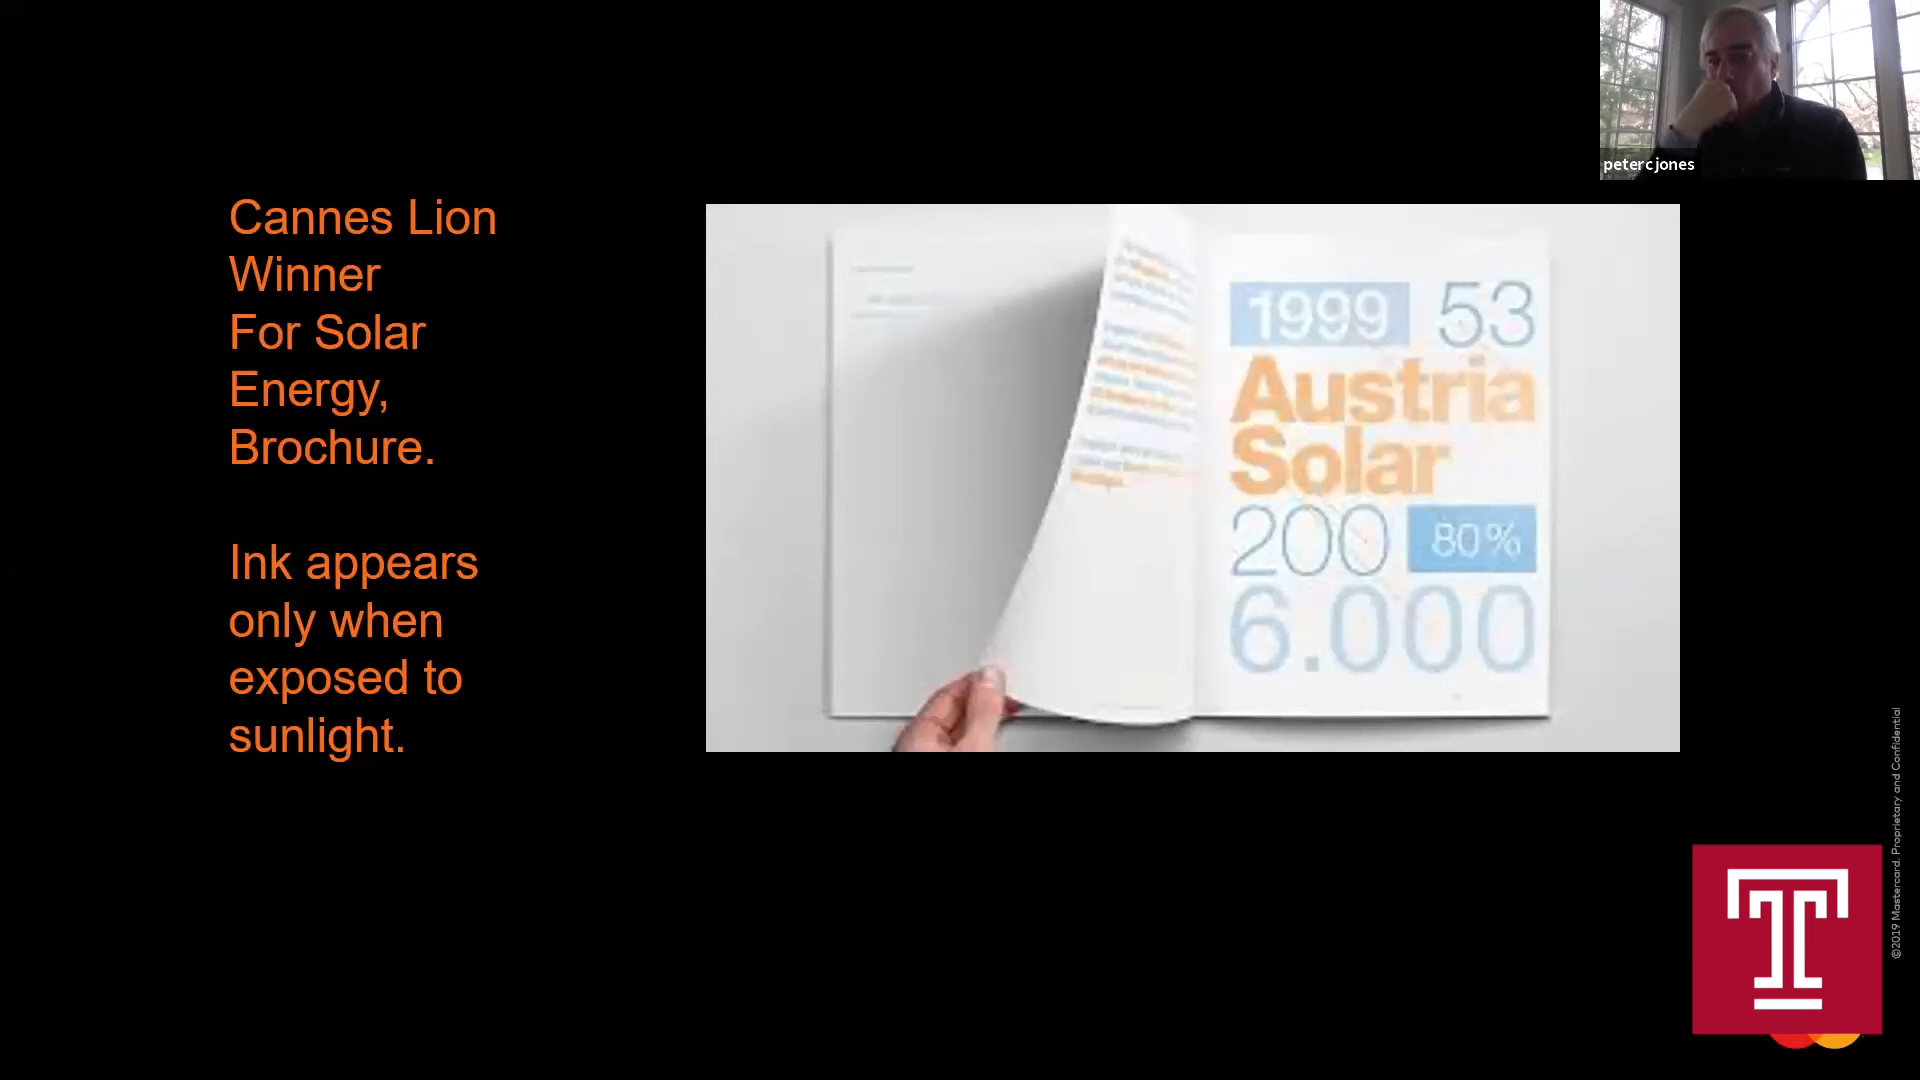 petercjones
Cannes Lion
Winner
For Solar
Energy,
Brochure.
Ink appears
only when
exposed to
sunlight.
1999 53
Austria
Solar
200 80%
6.000
©2019 Mastercard. Proprietary and Confidential
T